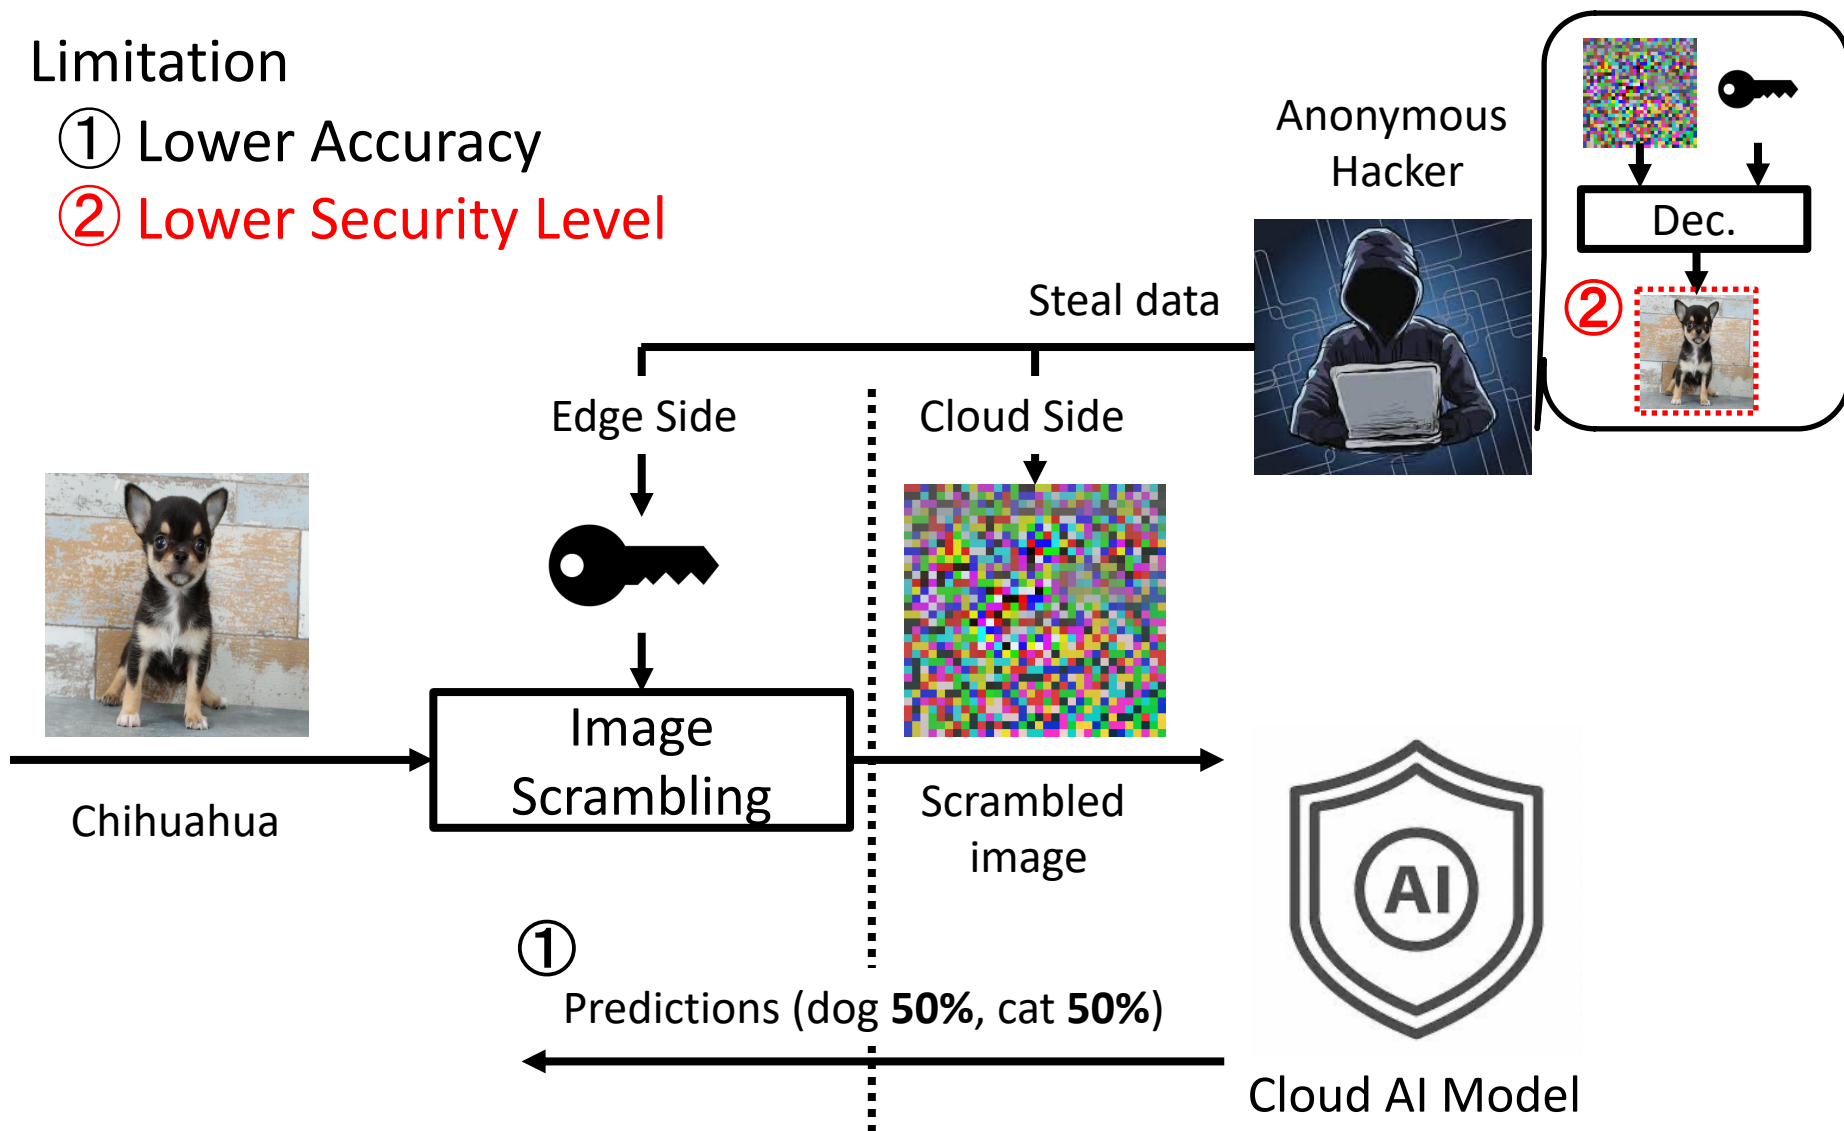 Limitation
① Lower Accuracy
② Lower Security Level
Anonymous
Hacker
Dec.
②
Steal data
Edge Side
Cloud Side
Image
Scrambling
Chihuahua
Scrambled
image
AI
①
Predictions (dog 50%, cat 50%)
Cloud AI Model